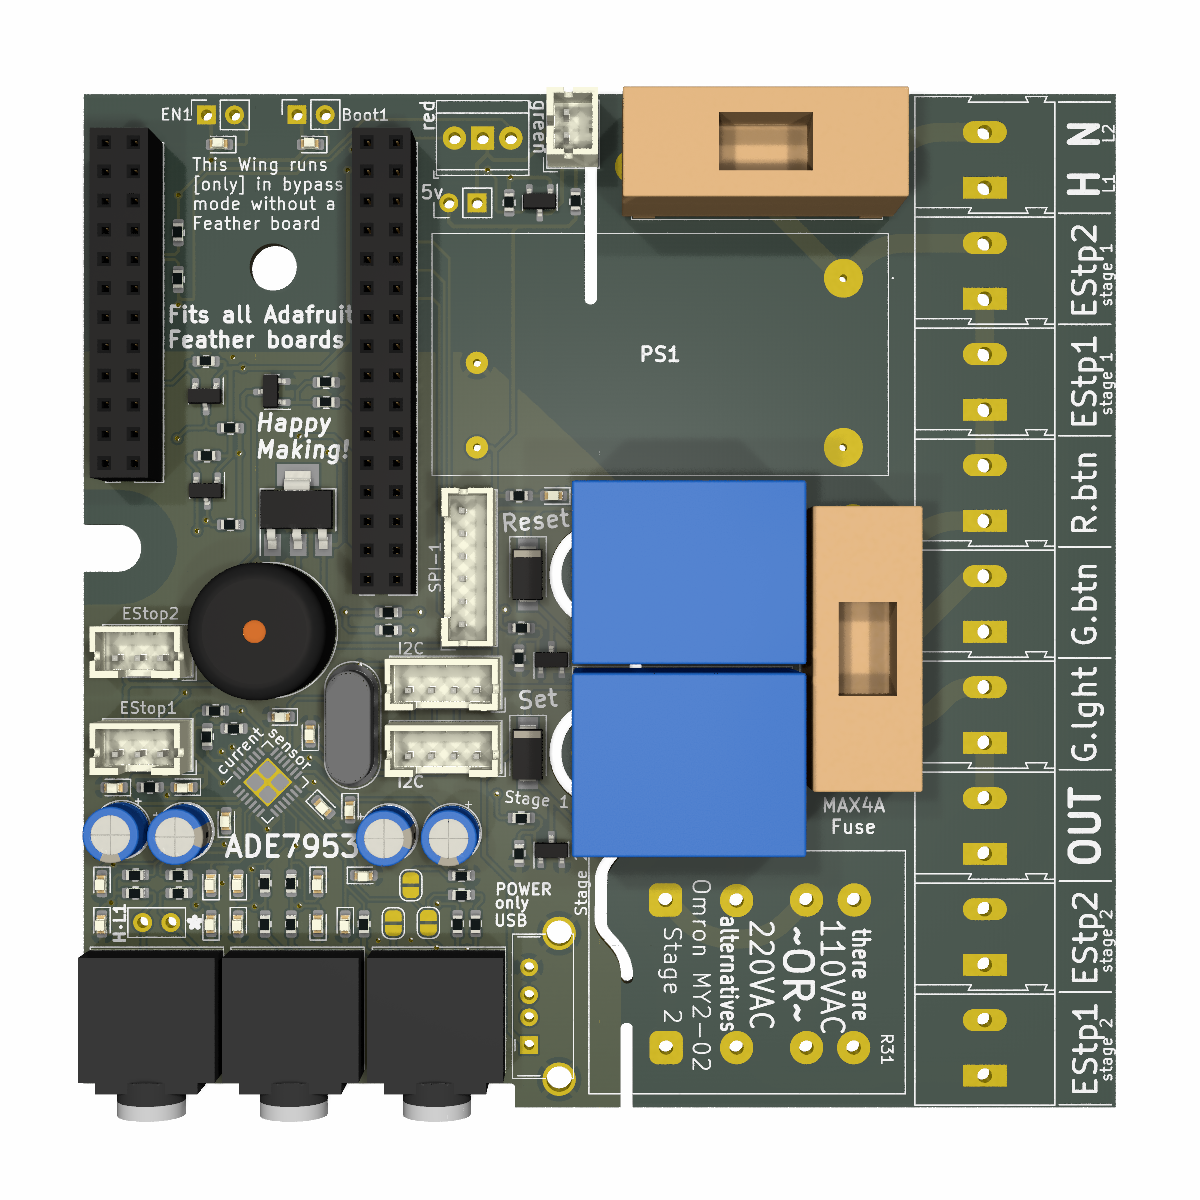 EN1
Boot1
red
green
This Wing runs
[only] in bypass
mode without a
Feather board
5v
Fits all Adafruit
Feather boards
Happy
Making!
PS1
Reset
SPI-1
EStop2
I2C
Set
EStop1
I2C
current sensor
Stage 1
ADE7953
MAX4A
Fuse
POWER
only
USB
Stage
H.T1
*
Stage 2
Omron MY2-02
alternatives
220VAC
~OR~
110VAC
there are
R31
H N
L1
L2
EStp2
stage 1
EStp1
stage 1
R.btn
G.btn
G.lght
OUT
EStp2
stage 2
EStp1
stage 2